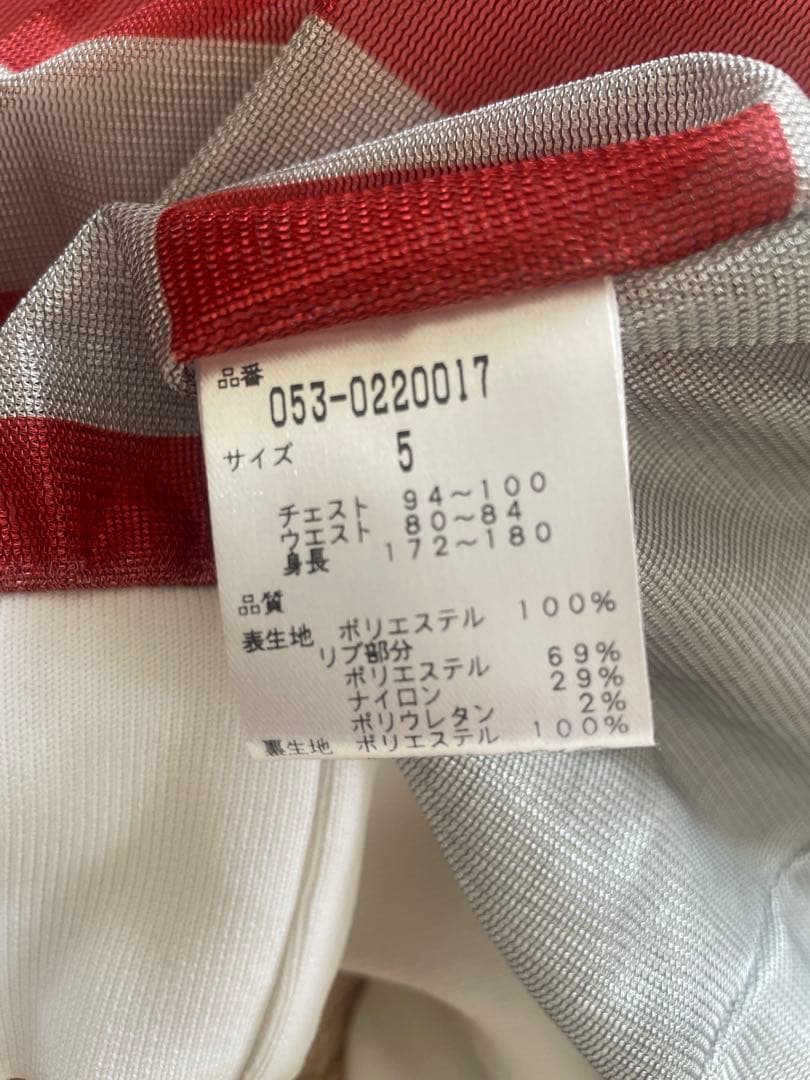 品番
053-0220017
サイズ 5
チェスト 94～100
ウエスト 80～84
身長 172～180
品質
表生地 ポリエステル 100%
リブ部分
ポリエステル 69%
ナイロン 29%
ポリウレタン 2%
裏生地 ポリエステル 100%